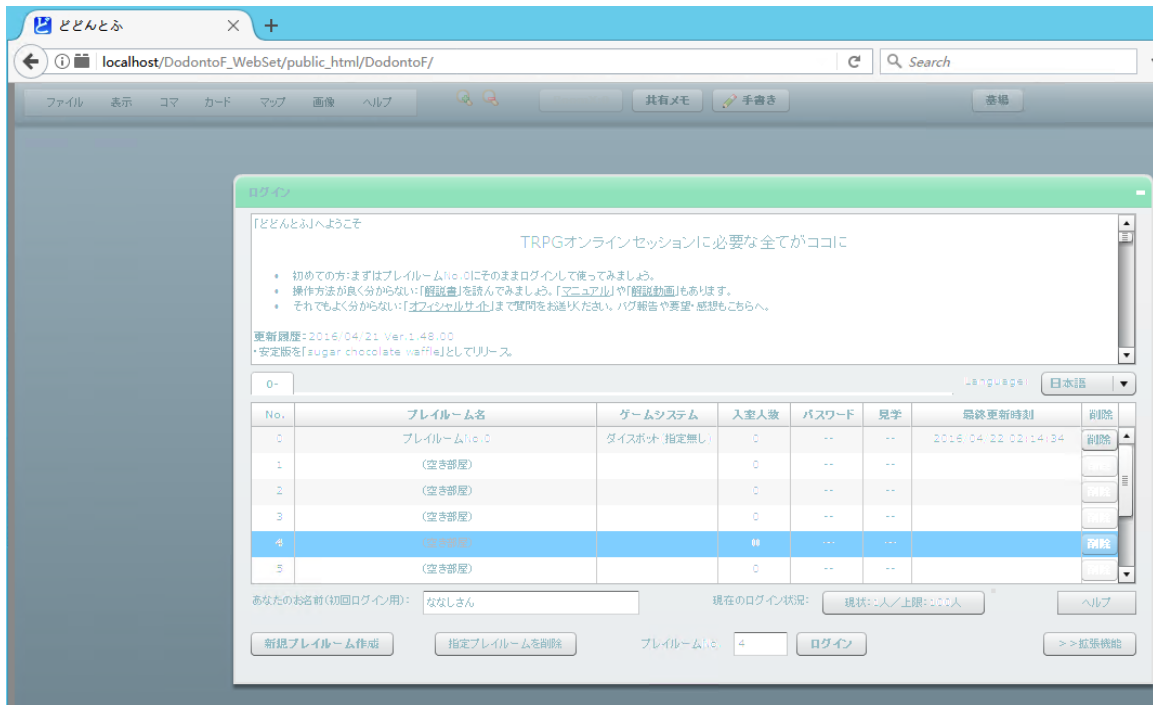 どどんとふ
localhost/DodontoF_WebSet/public_html/DodontoF/
Search
ファイル 表示 コマ カード マップ 画像 ヘルプ 共有メモ 手書き 墓場
ログイン
「どどんとふ」へようこそ
TRPGオンラインセッションに必要な全てがココに
• 初めての方：まずはプレイルームNo.0にそのままログインして使ってみましょう。
• 操作方法が良く分からない：「解説書」を読んでみましょう。「マニュアル」や「解説動画」もあります。
• それでもよく分からない：「オフィシャルサイト」まで質問をお送りください。バグ報告や要望・感想もこちらへ。
更新履歴：2016/04/21 Ver.1.48.00
・安定版を「sugar chocolate waffle」としてリリース。
0- Language: 日本語
No. プレイルーム名 ゲームシステム 入室人数 パスワード 見学 最終更新時刻 削除
0 プレイルームNo.0 ダイスボット(指定無し) 0 -- -- 2016/04/22 02:14:34 削除
1 (空き部屋) 0 -- --
2 (空き部屋) 0 -- --
3 (空き部屋) 0 -- --
4 -- -- 削除
5 (空き部屋) 0 -- --
あなたのお名前(初回ログイン用)： ななしさん 現在のログイン状況： 現状:1人／上限:100人 ヘルプ
新規プレイルーム作成 指定プレイルームを削除 プレイルームNo. 4 ログイン >>拡張機能